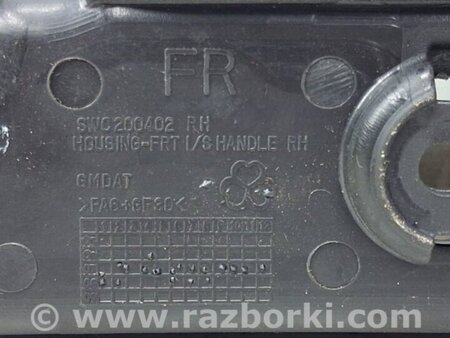 FR
SWC200402 RH
HOUSING-FRT I/S HANDLE RH
GMDAT
>PA6+GF30<
www.razborki.com